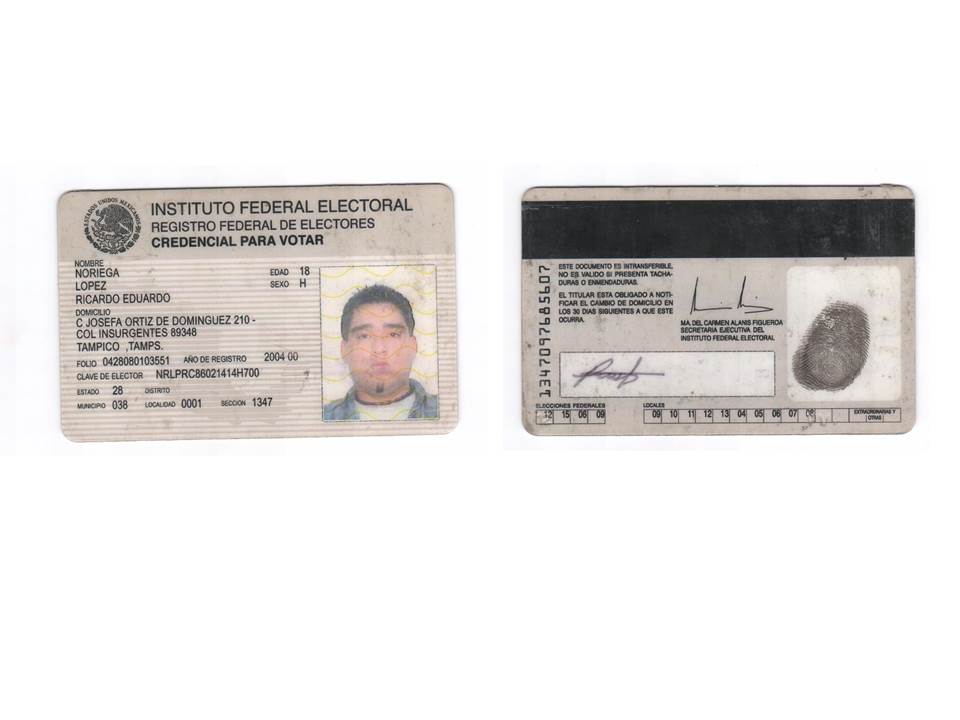 ESTADOS UNIDOS MEXICANOS
INSTITUTO FEDERAL ELECTORAL
REGISTRO FEDERAL DE ELECTORES
CREDENCIAL PARA VOTAR
NOMBRE
NORIEGA
LOPEZ
RICARDO EDUARDO
EDAD 18
SEXO H
DOMICILIO
C JOSEFA ORTIZ DE DOMINGUEZ 210 -
COL INSURGENTES 89348
TAMPICO ,TAMPS.
FOLIO 0428080103551 AÑO DE REGISTRO 2004 00
CLAVE DE ELECTOR NRLPRC86021414H700
ESTADO 28 DISTRITO
MUNICIPIO 038 LOCALIDAD 0001 SECCION 1347
ESTE DOCUMENTO ES INTRANSFERIBLE,
NO ES VALIDO SI PRESENTA TACHA-
DURAS O ENMENDADURAS.
EL TITULAR ESTA OBLIGADO A NOTI-
FICAR EL CAMBIO DE DOMICILIO EN
LOS 30 DIAS SIGUIENTES A QUE ESTE
OCURRA.
MA DEL CARMEN ALANIS FIGUEROA
SECRETARIA EJECUTIVA DEL
INSTITUTO FEDERAL ELECTORAL
1347097685607
ELECCIONES FEDERALES
12 15 06 09
LOCALES
09 10 11 12 13 04 05 06 07 08
EXTRAORDINARIAS Y
OTRAS